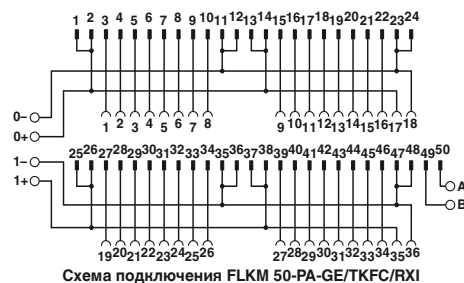 1 2 3 4 5 6 7 8 9 10 11 12 13 14 15 16 17 18 19 20 21 22 23 24
0–
0+
1 2 3 4 5 6 7 8 9 10 11 12 13 14 15 16 17 18
1–
25 26 27 28 29 30 31 32 33 34 35 36 37 38 39 40 41 42 43 44 45 46 47 48 49 50
1+
A
B
19 20 21 22 23 24 25 26 27 28 29 30 31 32 33 34 35 36
Схема подключения FLKM 50-PA-GE/TKFC/RXI